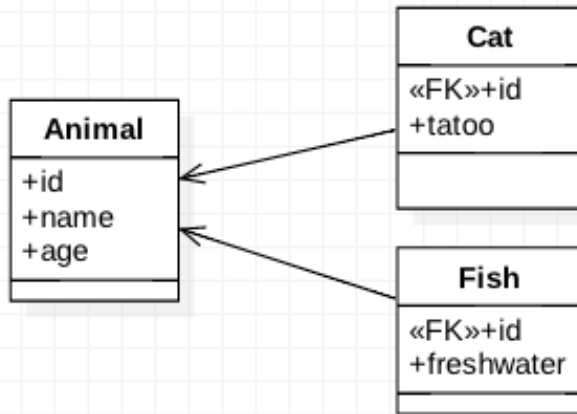 Animal
+id
+name
+age
Cat
«FK»+id
+tatoo
Fish
«FK»+id
+freshwater